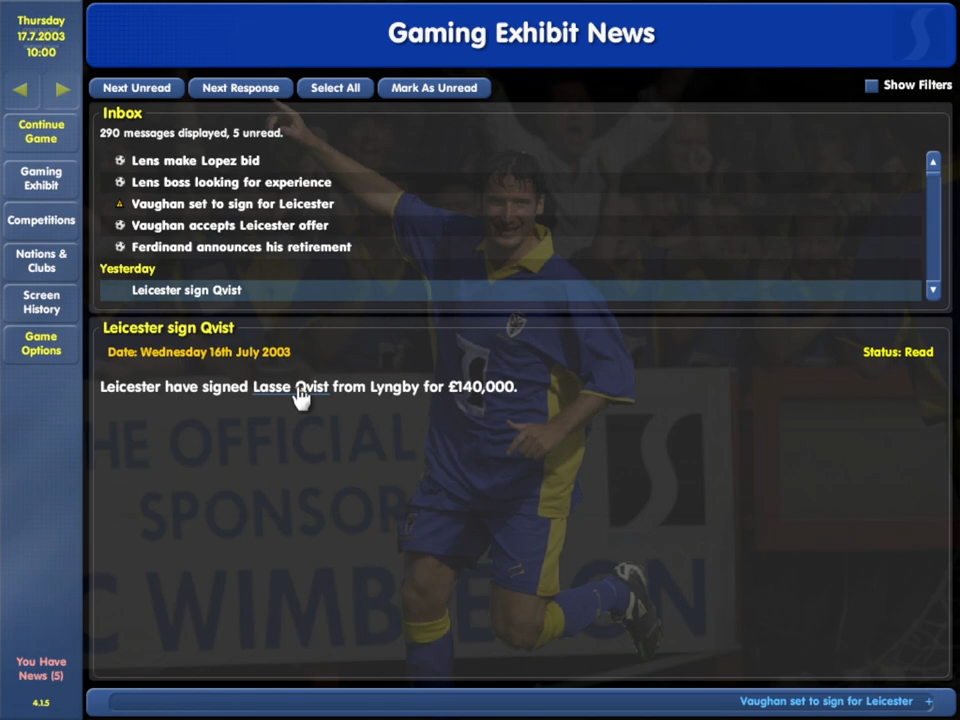 Thursday
17.7.2003
10:00
Gaming Exhibit News
Next Unread
Next Response
Select All
Mark As Unread
Show Filters
Continue
Game
Gaming
Exhibit
Competitions
Nations &
Clubs
Screen
History
Game
Options
Inbox
290 messages displayed, 5 unread.
Lens make Lopez bid
Lens boss looking for experience
Vaughan set to sign for Leicester
Vaughan accepts Leicester offer
Ferdinand announces his retirement
Yesterday
Leicester sign Qvist
Leicester sign Qvist
Date: Wednesday 16th July 2003
Status: Read
Leicester have signed Lasse Qvist from Lyngby for £140,000.
HE OFFICIAL
SPONSOR
C WIMB ON
You Have
News (5)
4.1.5
Vaughan set to sign for Leicester +